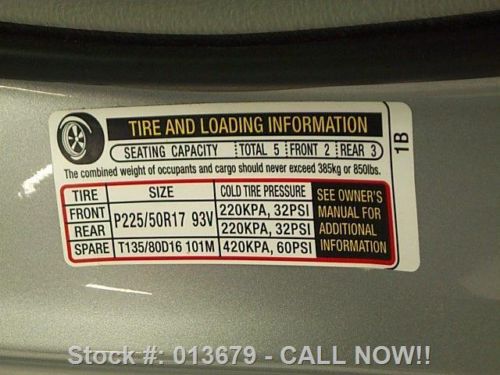 TIRE AND LOADING INFORMATION
SEATING CAPACITY TOTAL 5 FRONT 2 REAR 3
The combined weight of occupants and cargo should never exceed 385kg or 850lbs.
TIRE SIZE COLD TIRE PRESSURE SEE OWNER'S MANUAL FOR ADDITIONAL INFORMATION
FRONT P225/50R17 93V 220KPA, 32PSI
REAR 220KPA, 32PSI
SPARE T135/80D16 101M 420KPA, 60PSI
1B
Stock #: 013679 - CALL NOW!!